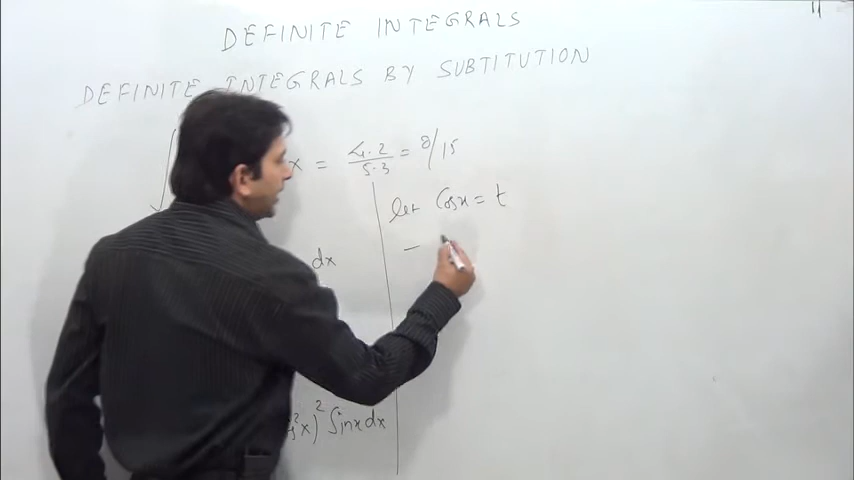 DEFINITE INTEGRALS
DEFINITE INTEGRALS BY SUBTITUTION
∫ x = 4·2/5·3 = 8/15
let Cosx = t
−
dx
x)² Sinx dx